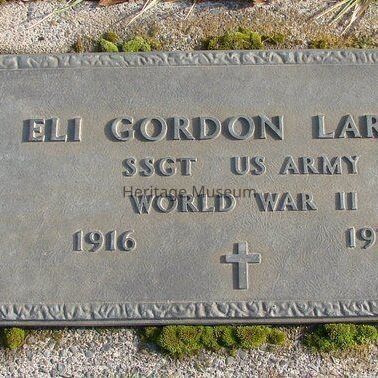 ELI GORDON LAR
SSGT US ARMY
Heritage Museum
WORLD WAR II
1916 19